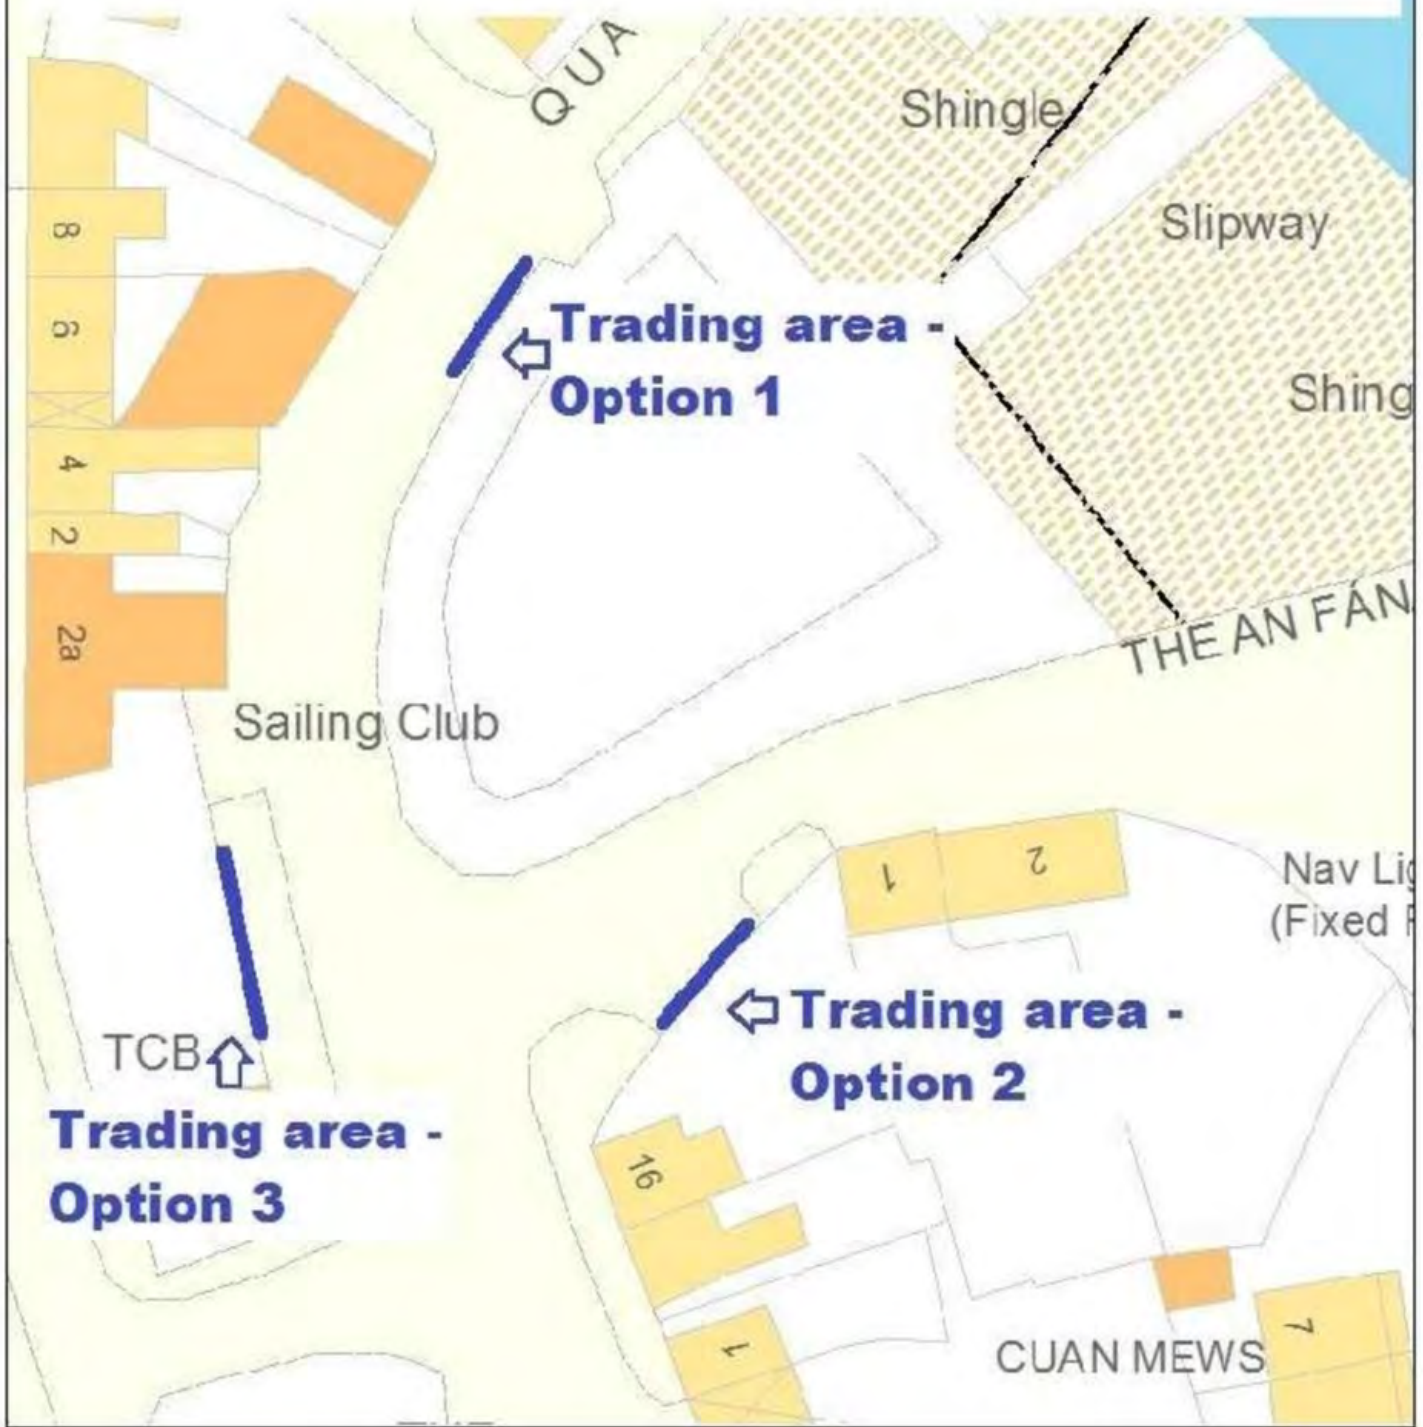 QUA
Shingle
Slipway
8
6
Trading area -
Option 1
Shing
4
2
THE AN FÁN
2a
Sailing Club
1
2
Nav Lig
(Fixed
Trading area -
Option 2
TCB
Trading area -
Option 3
16
1
CUAN MEWS
7